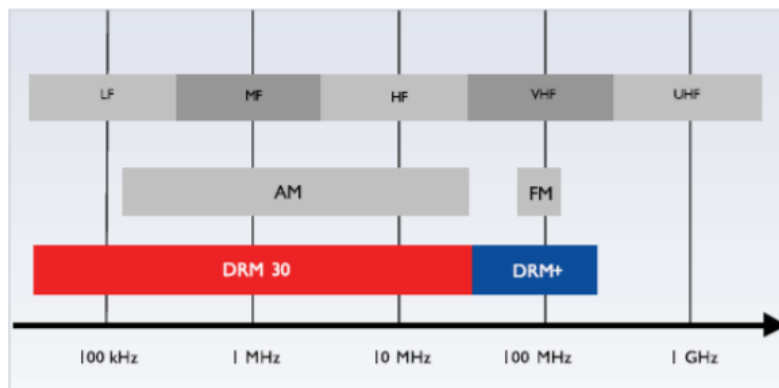 LF MF HF VHF UHF
AM FM
DRM 30 DRM+
100 kHz 1 MHz 10 MHz 100 MHz 1 GHz